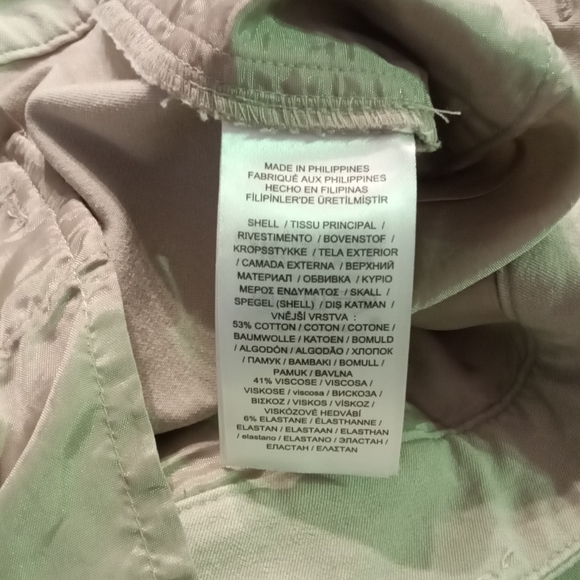 MADE IN PHILIPPINES
FABRIQUÉ AUX PHILIPPINES
HECHO EN FILIPINAS
FİLİPİNLER'DE ÜRETİLMİŞTİR
SHELL / TISSU PRINCIPAL /
RIVESTIMENTO / BOVENSTOF /
KROPSSTYKKE / TELA EXTERIOR
/ CAMADA EXTERNA / ВЕРХНИЙ
МАТЕРИАЛ / ОБВИВКА / ΚΥΡΙΟ
ΜΕΡΟΣ ΕΝΔΥΜΑΤΟΣ / SKALL /
SPEGEL (SHELL) / DIŞ KATMAN /
VNĚJŠÍ VRSTVA :
53% COTTON / COTON / COTONE /
BAUMWOLLE / KATOEN / BOMULD
/ ALGODÓN / ALGODÃO / ХЛОПОК
/ ПАМУК / ΒΑΜΒΑΚΙ / BOMULL /
PAMUK / BAVLNA
41% VISCOSE / VISCOSA /
VISKOSE / viscosa / ВИСКОЗА /
ΒΙΣΚΟΖ / VISKOS / VİSKOZ /
VISKÓZOVÉ HEDVÁBÍ
6% ELASTANE / ÉLASTHANNE /
ELASTAN / ELASTAAN / ELASTHAN
/ elastano / ELASTANO / ЭЛАСТАН /
ЕЛАСТАН / ΕΛΑΣΤΑΝ